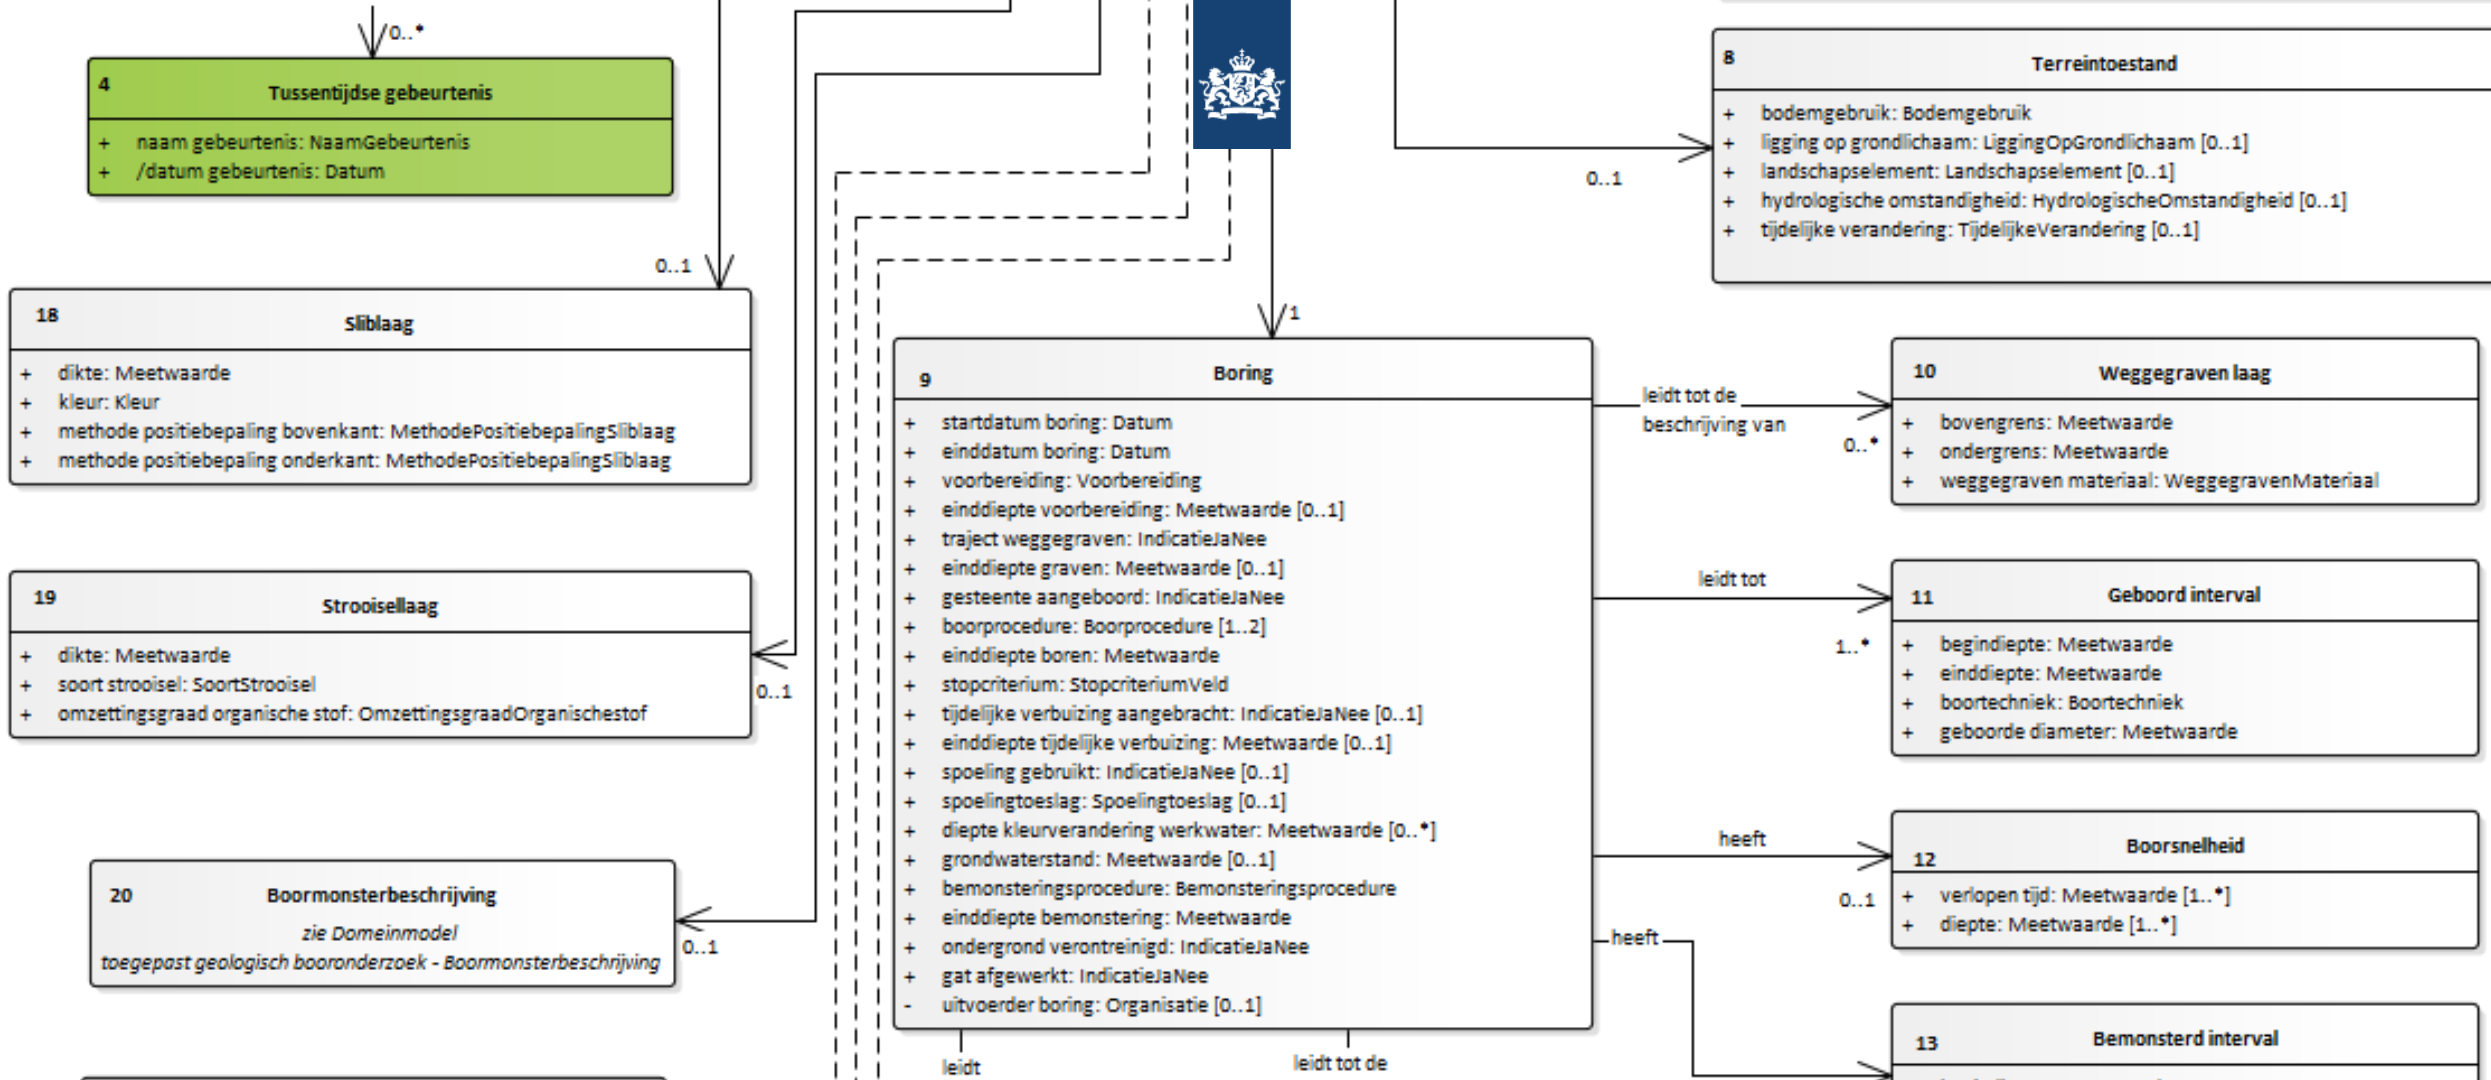 0..*
4
Tussentijdse gebeurtenis
+ naam gebeurtenis: NaamGebeurtenis
+ /datum gebeurtenis: Datum
8
Terreintoestand
+ bodemgebruik: Bodemgebruik
+ ligging op grondlichaam: LiggingOpGrondlichaam [0..1]
+ landschapselement: Landschapselement [0..1]
+ hydrologische omstandigheid: HydrologischeOmstandigheid [0..1]
+ tijdelijke verandering: TijdelijkeVerandering [0..1]
0..1
0..1
18
Sliblaag
+ dikte: Meetwaarde
+ kleur: Kleur
+ methode positiebepaling bovenkant: MethodePositiebepalingSliblaag
+ methode positiebepaling onderkant: MethodePositiebepalingSliblaag
19
Strooisellaag
+ dikte: Meetwaarde
+ soort strooisel: SoortStrooisel
+ omzettingsgraad organische stof: OmzettingsgraadOrganischestof
0..1
20
Boormonsterbeschrijving
zie Domeinmodel
toegepast geologisch booronderzoek - Boormonsterbeschrijving
0..1
1
9
Boring
+ startdatum boring: Datum
+ einddatum boring: Datum
+ voorbereiding: Voorbereiding
+ einddiepte voorbereiding: Meetwaarde [0..1]
+ traject weggegraven: IndicatieJaNee
+ einddiepte graven: Meetwaarde [0..1]
+ gesteente aangeboord: IndicatieJaNee
+ boorprocedure: Boorprocedure [1..2]
+ einddiepte boren: Meetwaarde
+ stopcriterium: StopcriteriumVeld
+ tijdelijke verbuizing aangebracht: IndicatieJaNee [0..1]
+ einddiepte tijdelijke verbuizing: Meetwaarde [0..1]
+ spoeling gebruikt: IndicatieJaNee [0..1]
+ spoelingtoeslag: Spoelingtoeslag [0..1]
+ diepte kleurverandering werkwater: Meetwaarde [0..*]
+ grondwaterstand: Meetwaarde [0..1]
+ bemonsteringsprocedure: Bemonsteringsprocedure
+ einddiepte bemonstering: Meetwaarde
+ ondergrond verontreinigd: IndicatieJaNee
+ gat afgewerkt: IndicatieJaNee
- uitvoerder boring: Organisatie [0..1]
leidt
leidt tot de
leidt tot de
beschrijving van
0..*
10
Weggegraven laag
+ bovengrens: Meetwaarde
+ ondergrens: Meetwaarde
+ weggegraven materiaal: WeggegravenMateriaal
leidt tot
1..*
11
Geboord interval
+ begindiepte: Meetwaarde
+ einddiepte: Meetwaarde
+ boortechniek: Boortechniek
+ geboorde diameter: Meetwaarde
heeft
0..1
12
Boorsnelheid
+ verlopen tijd: Meetwaarde [1..*]
+ diepte: Meetwaarde [1..*]
heeft
13
Bemonsterd interval